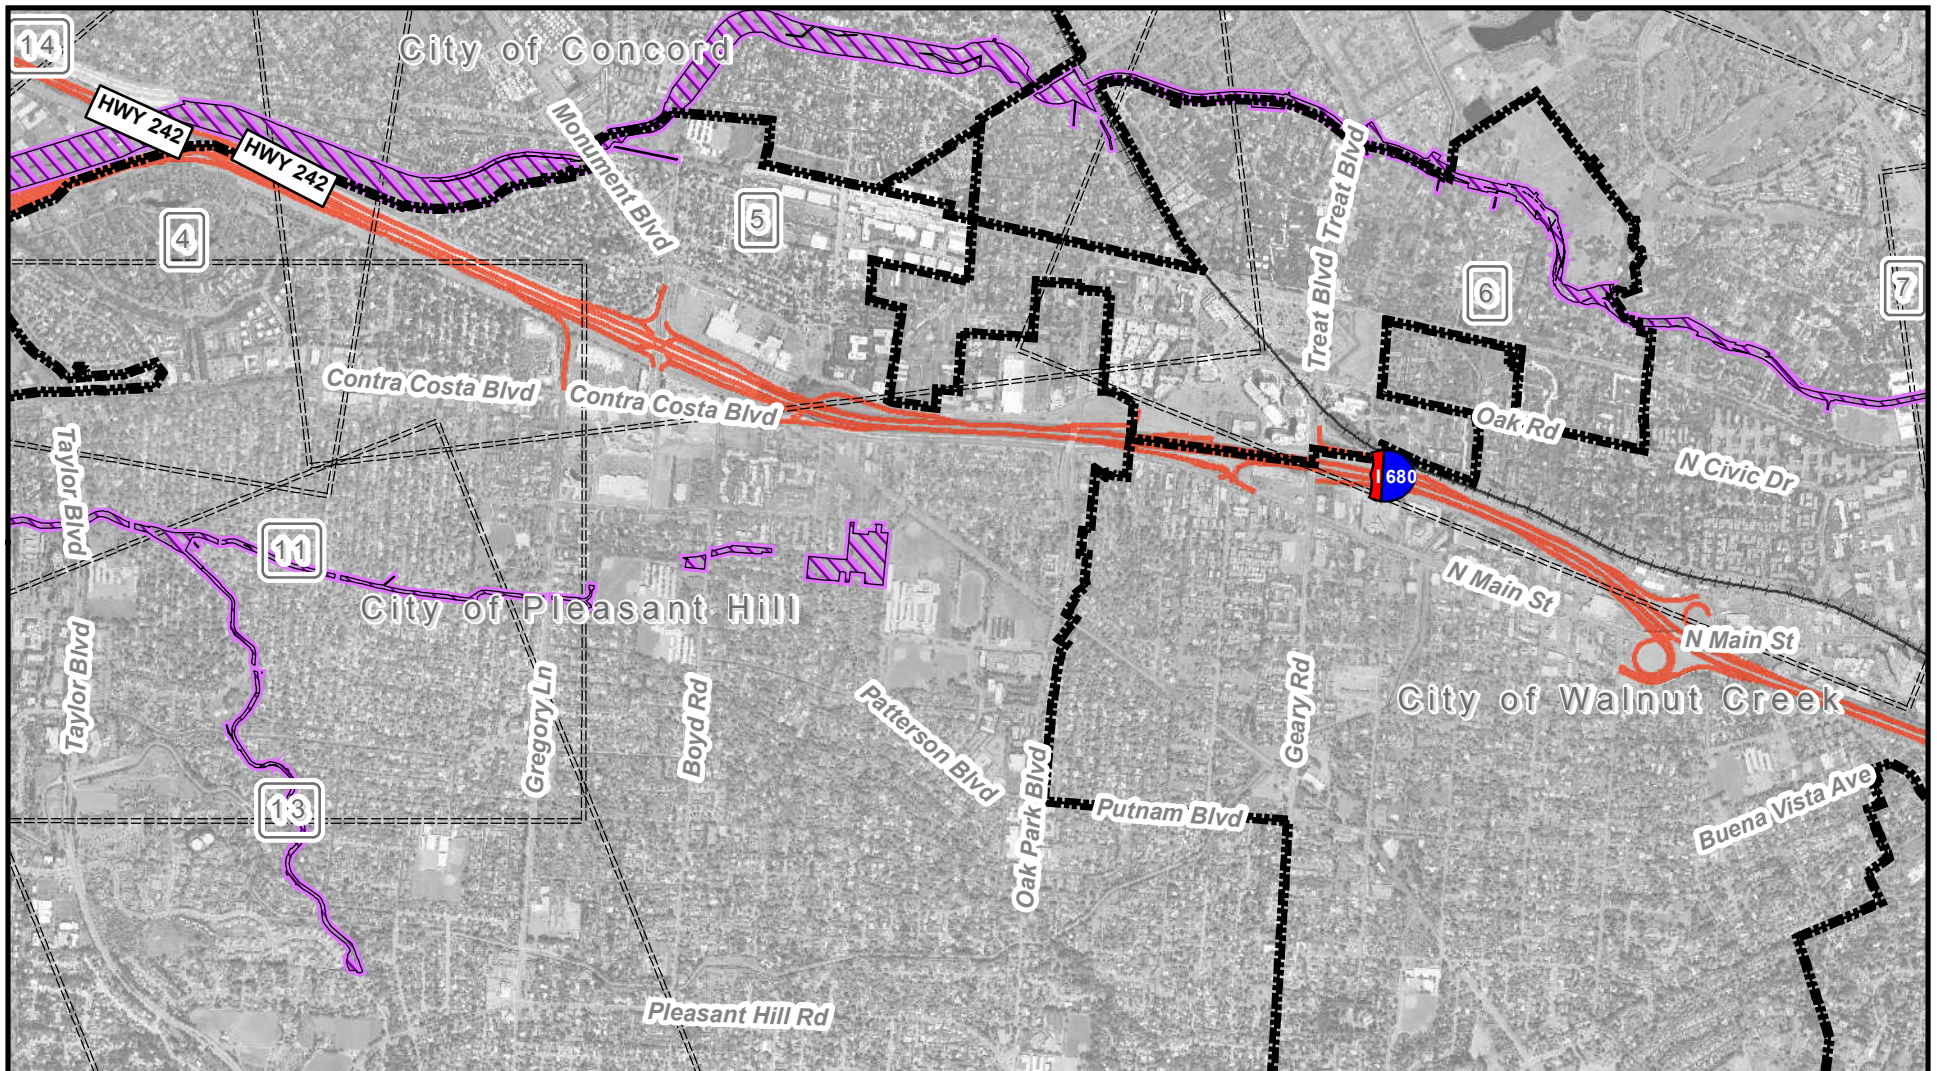 14
City of Concord
HWY 242
HWY 242
Monument Blvd
Treat Blvd
Treat Blvd
4
5
6
7
Contra Costa Blvd
Contra Costa Blvd
Oak Rd
N Civic Dr
I 680
Taylor Blvd
11
City of Pleasant Hill
N Main St
N Main St
Taylor Blvd
Gregory Ln
Boyd Rd
Patterson Blvd
Geary Rd
City of Walnut Creek
13
Oak Park Blvd
Putnam Blvd
Buena Vista Ave
Pleasant Hill Rd